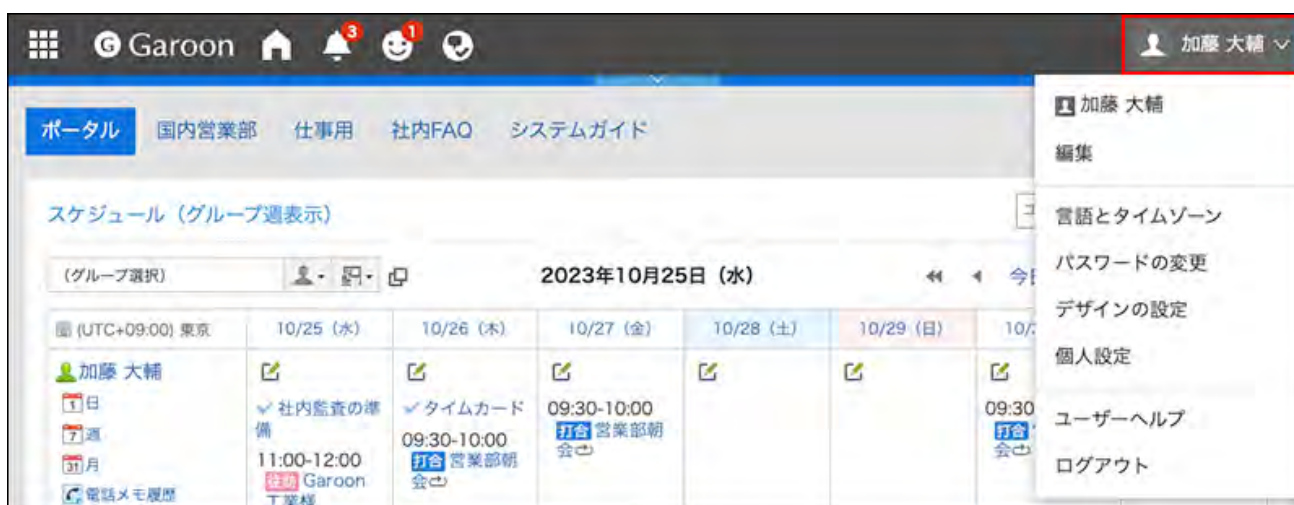 Garoon 3 1 加藤 大輔
ポータル 国内営業部 仕事用 社内FAQ システムガイド
スケジュール（グループ週表示）
（グループ選択） 2023年10月25日（水）
(UTC+09:00) 東京 10/25（水） 10/26（木） 10/27（金） 10/28（土） 10/29（日） 10/
加藤 大輔
1 日
7 週
31 月
電話メモ履歴
社内監査の準
備
11:00-12:00
往訪 Garoon
工業様
タイムカード
09:30-10:00
打合 営業部朝
会
09:30-10:00
打合 営業部朝
会
09:30
打合
会
加藤 大輔
編集
言語とタイムゾーン
パスワードの変更
デザインの設定
個人設定
ユーザーヘルプ
ログアウト